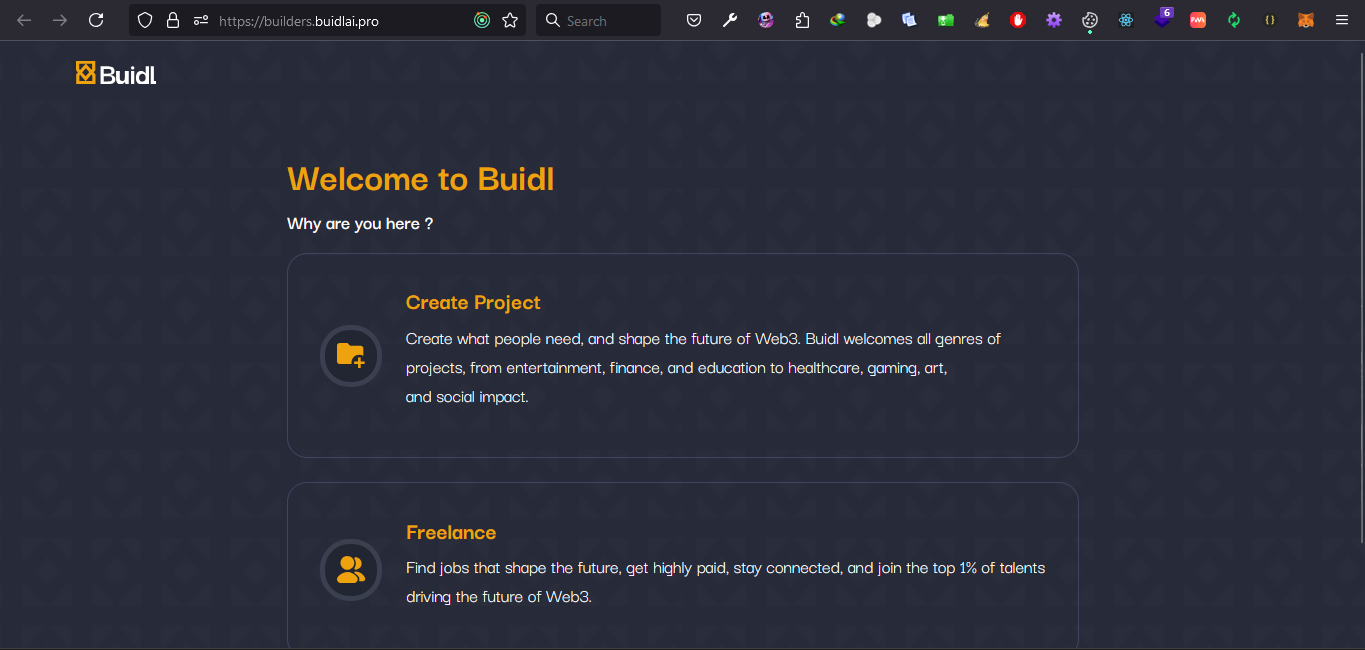 https://builders.buidlai.pro
Search
6
Buidl
Welcome to Buidl
Why are you here ?
Create Project
Create what people need, and shape the future of Web3. Buidl welcomes all genres of
projects, from entertainment, finance, and education to healthcare, gaming, art,
and social impact.
Freelance
Find jobs that shape the future, get highly paid, stay connected, and join the top 1% of talents
driving the future of Web3.